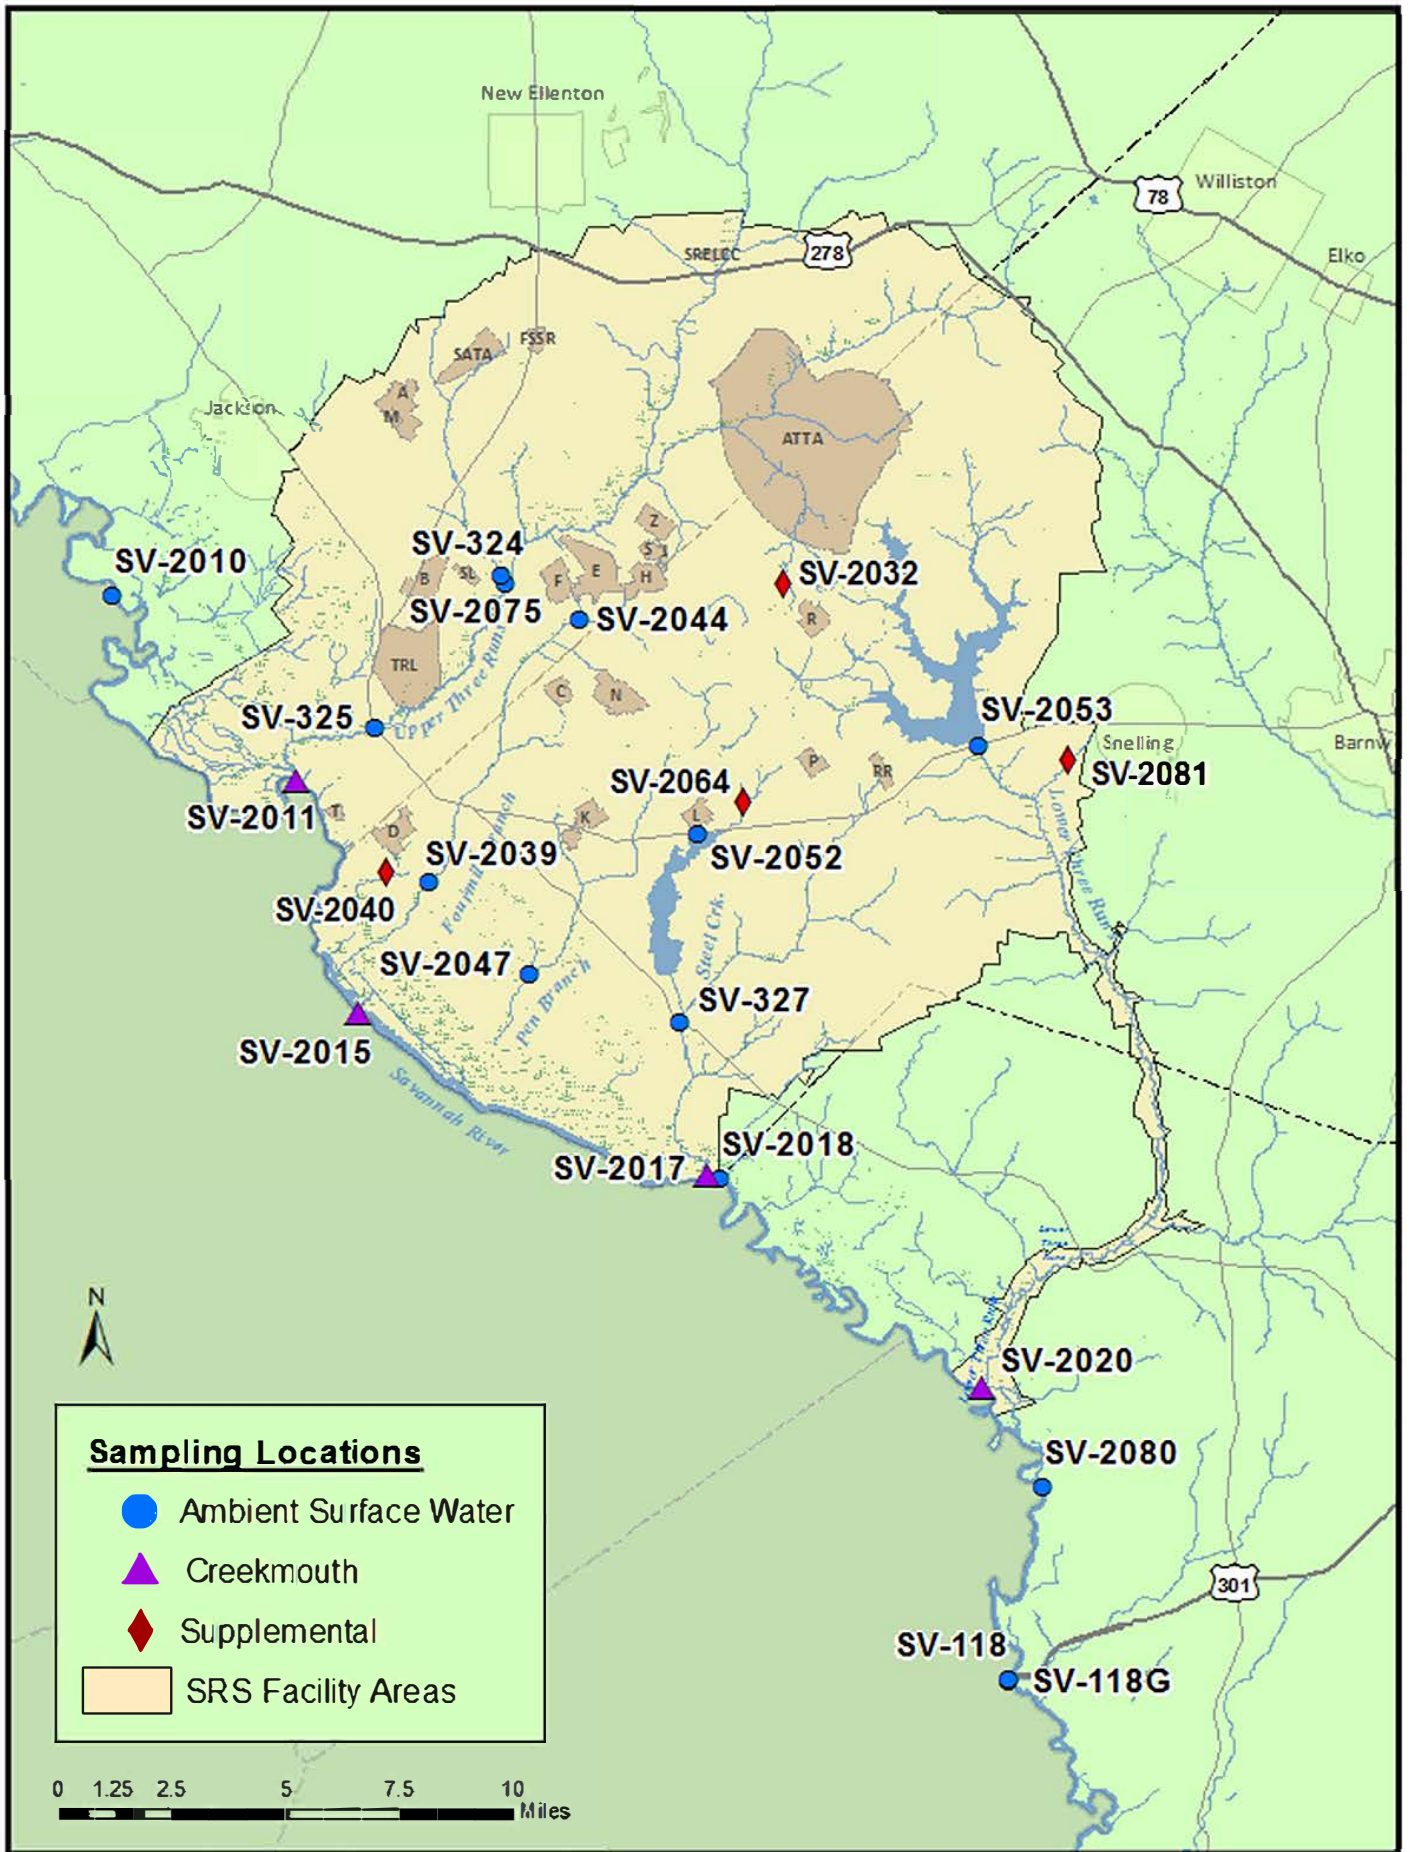 New Ellenton
78
Williston
SRELCC
278
Elko
FSSR
SATA
A
M
Jackson
ATTA
Z
S
J
SV-324
SV-2010
B
SL
F
E
H
SV-2032
SV-2075
SV-2044
R
TRL
Upper Three Runs
C
N
SV-325
SV-2053
Snelling
Barnw
SV-2081
P
RR
SV-2064
SV-2011
T
D
K
L
SV-2052
SV-2039
Fourmile Branch
Lower Three Runs
SV-2040
Steel Crk.
SV-2047
Pen Branch
SV-327
SV-2015
Savannah River
SV-2018
SV-2017
Lower
Three
Runs
SV-2020
SV-2080
301
SV-118
SV-118G
N
Sampling Locations
Ambient Surface Water
Creekmouth
Supplemental
SRS Facility Areas
0 1.25 2.5 5 7.5 10
Miles